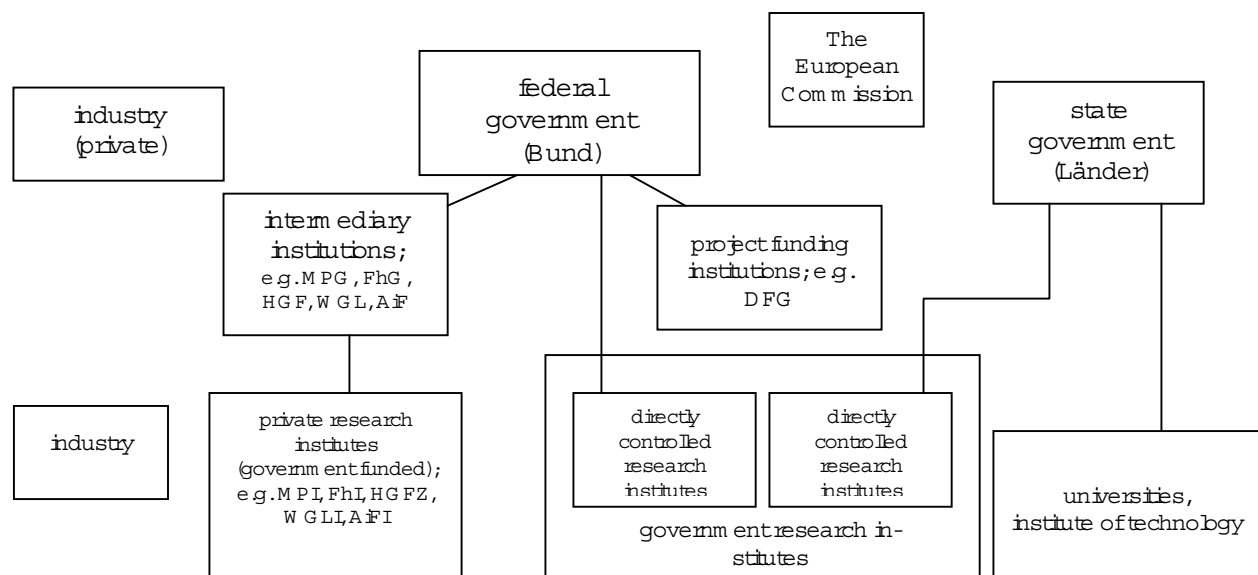 The
European
Commission
federal
government
(Bund)
industry
(private)
state
government
(Länder)
intermediary
institutions;
e.g. MPG, FhG,
HGF, WGL, AiF
project funding
institutions; e.g.
DFG
industry
private research
institutes
(government funded);
e.g. MPI, FhI, HGFZ,
WGLI, AiFI
directly
controlled
research
institutes
directly
controlled
research
institutes
government research in-
stitutes
universities,
institute of technology